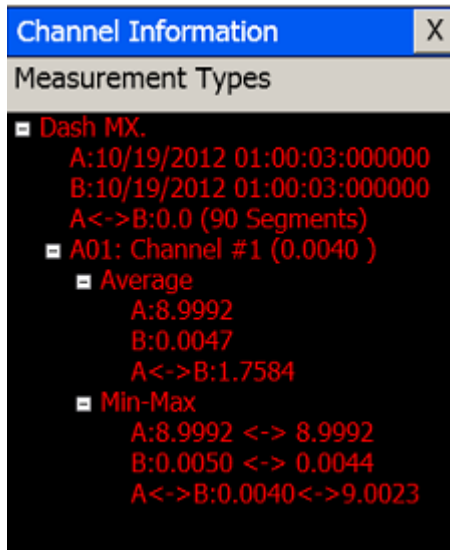 Channel Information X
Measurement Types
Dash MX.
A:10/19/2012 01:00:03:000000
B:10/19/2012 01:00:03:000000
A<->B:0.0 (90 Segments)
A01: Channel #1 (0.0040 )
Average
A:8.9992
B:0.0047
A<->B:1.7584
Min-Max
A:8.9992 <-> 8.9992
B:0.0050 <-> 0.0044
A<->B:0.0040<->9.0023